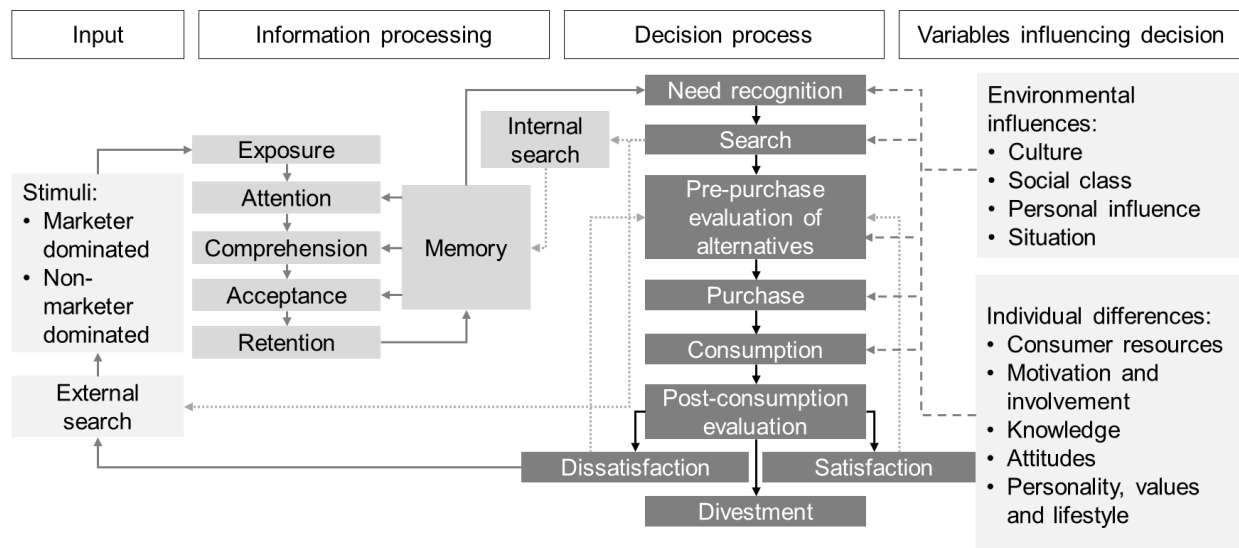 Input
Information processing
Decision process
Variables influencing decision
Stimuli:
• Marketer
dominated
• Non-
marketer
dominated
External
search
Exposure
Attention
Comprehension
Acceptance
Retention
Memory
Internal
search
Need recognition
Search
Pre-purchase
evaluation of
alternatives
Purchase
Consumption
Post-consumption
evaluation
Dissatisfaction
Satisfaction
Divestment
Environmental
influences:
• Culture
• Social class
• Personal influence
• Situation
Individual differences:
• Consumer resources
• Motivation and
involvement
• Knowledge
• Attitudes
• Personality, values
and lifestyle